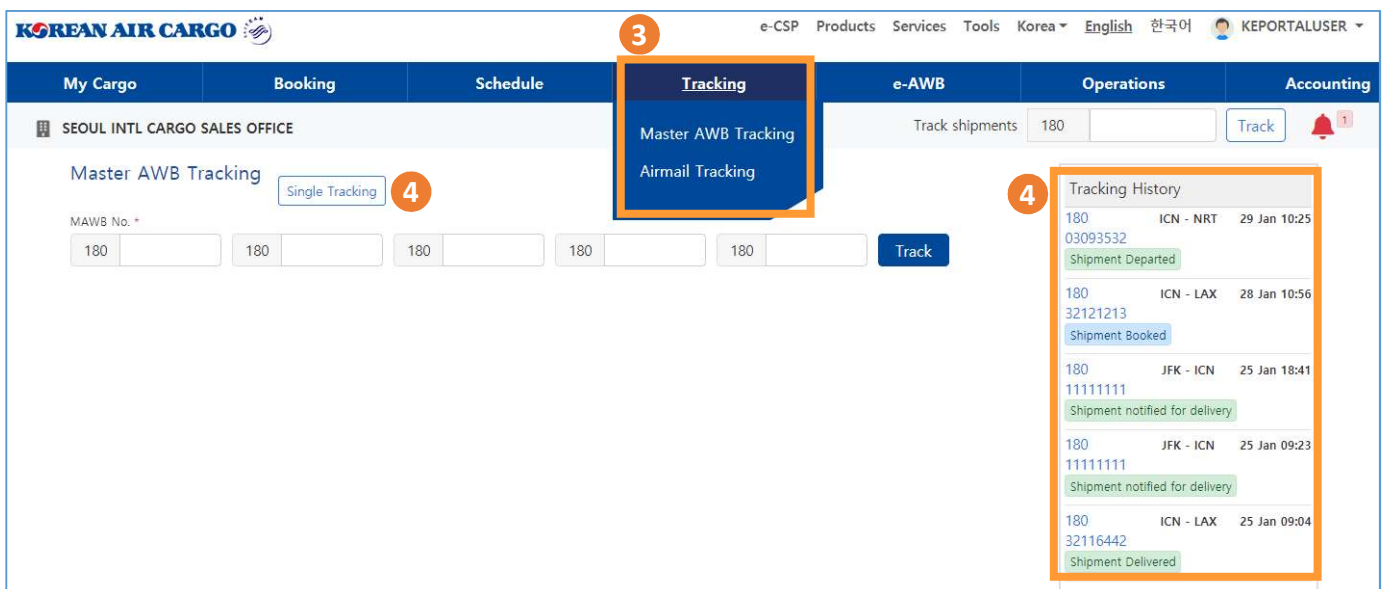 KOREAN AIR CARGO
e-CSP Products Services Tools Korea English 한국어 KEPORTALUSER
3
My Cargo Booking Schedule Tracking e-AWB Operations Accounting
SEOUL INTL CARGO SALES OFFICE
Master AWB Tracking
Airmail Tracking
Track shipments 180 Track 1
Master AWB Tracking Single Tracking 4
MAWB No. *
180 180 180 180 180 Track
4
Tracking History
180 ICN - NRT 29 Jan 10:25
03093532
Shipment Departed
180 ICN - LAX 28 Jan 10:56
32121213
Shipment Booked
180 JFK - ICN 25 Jan 18:41
11111111
Shipment notified for delivery
180 JFK - ICN 25 Jan 09:23
11111111
Shipment notified for delivery
180 ICN - LAX 25 Jan 09:04
32116442
Shipment Delivered